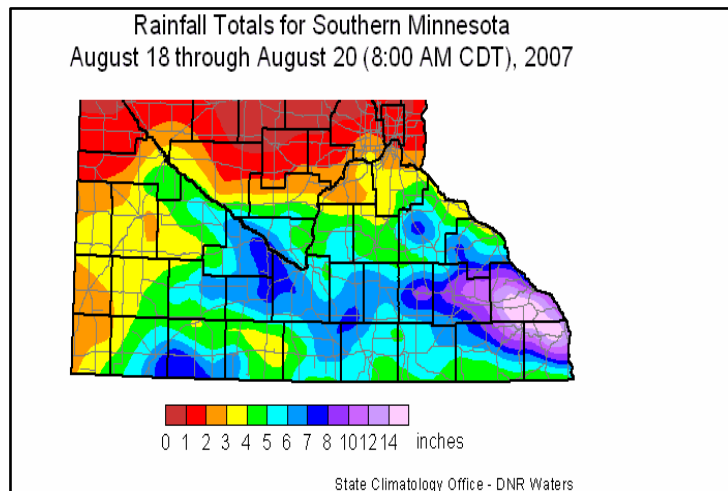 Rainfall Totals for Southern Minnesota
August 18 through August 20 (8:00 AM CDT), 2007
0 1 2 3 4 5 6 7 8 10 12 14 inches
State Climatology Office - DNR Waters